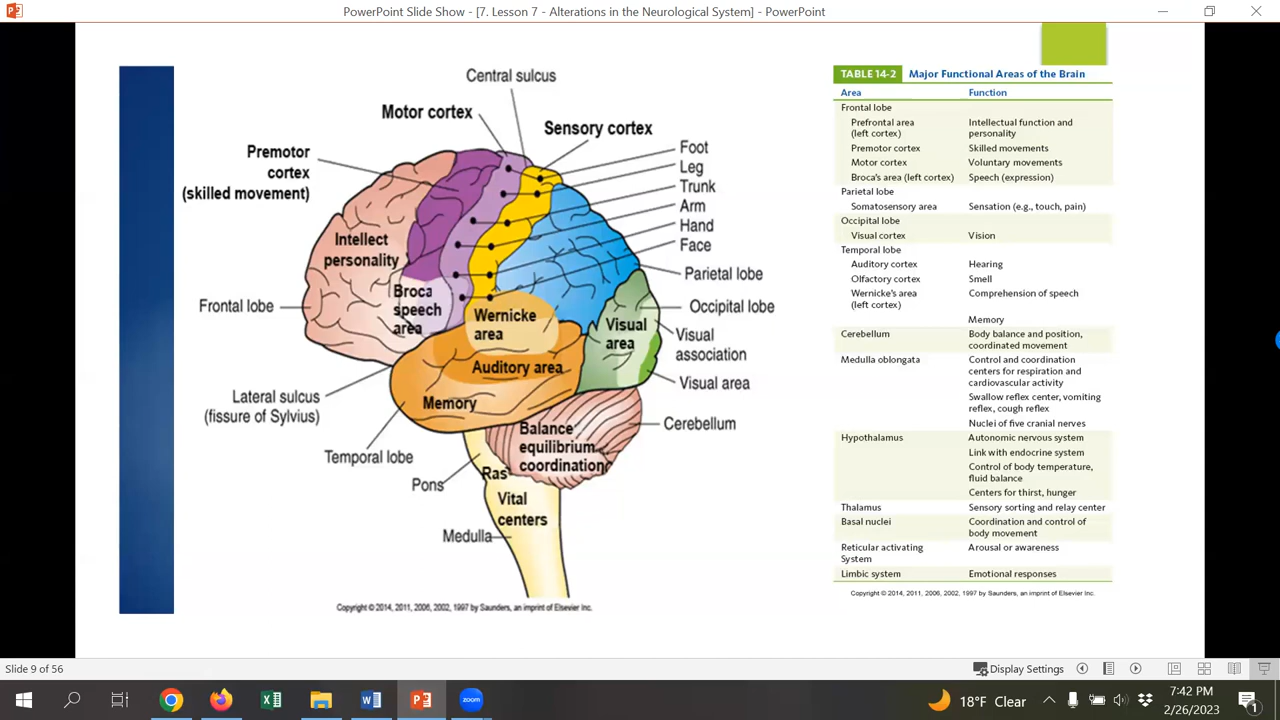 PowerPoint Slide Show - [7. Lesson 7 - Alterations in the Neurological System] - PowerPoint
Central sulcus
Motor cortex
Sensory cortex
Premotor
cortex
(skilled movement)
Foot
Leg
Trunk
Arm
Hand
Face
Intellect
personality
Parietal lobe
Broca
speech
area
Frontal lobe
Wernicke
area
Visual
area
Occipital lobe
Visual
association
Auditory area
Visual area
Lateral sulcus
(fissure of Sylvius)
Memory
Cerebellum
Balance
equilibrium
coordination
Temporal lobe
Ras
Pons
Vital
centers
Medulla
Copyright © 2014, 2011, 2006, 2002, 1997 by Saunders, an imprint of Elsevier Inc.
TABLE 14-2 Major Functional Areas of the Brain
Area Function
Frontal lobe
Prefrontal area Intellectual function and
(left cortex) personality
Premotor cortex Skilled movements
Motor cortex Voluntary movements
Broca's area (left cortex) Speech (expression)
Parietal lobe
Somatosensory area Sensation (e.g., touch, pain)
Occipital lobe
Visual cortex Vision
Temporal lobe
Auditory cortex Hearing
Olfactory cortex Smell
Wernicke's area Comprehension of speech
(left cortex)
Memory
Cerebellum Body balance and position,
coordinated movement
Medulla oblongata Control and coordination
centers for respiration and
cardiovascular activity
Swallow reflex center, vomiting
reflex, cough reflex
Nuclei of five cranial nerves
Hypothalamus Autonomic nervous system
Link with endocrine system
Control of body temperature,
fluid balance
Centers for thirst, hunger
Thalamus Sensory sorting and relay center
Basal nuclei Coordination and control of
body movement
Reticular activating Arousal or awareness
System
Limbic system Emotional responses
Copyright © 2014, 2011, 2006, 2002, 1997 by Saunders, an imprint of Elsevier Inc.
Slide 9 of 56
Display Settings
zoom
18°F Clear
7:42 PM
2/26/2023
1